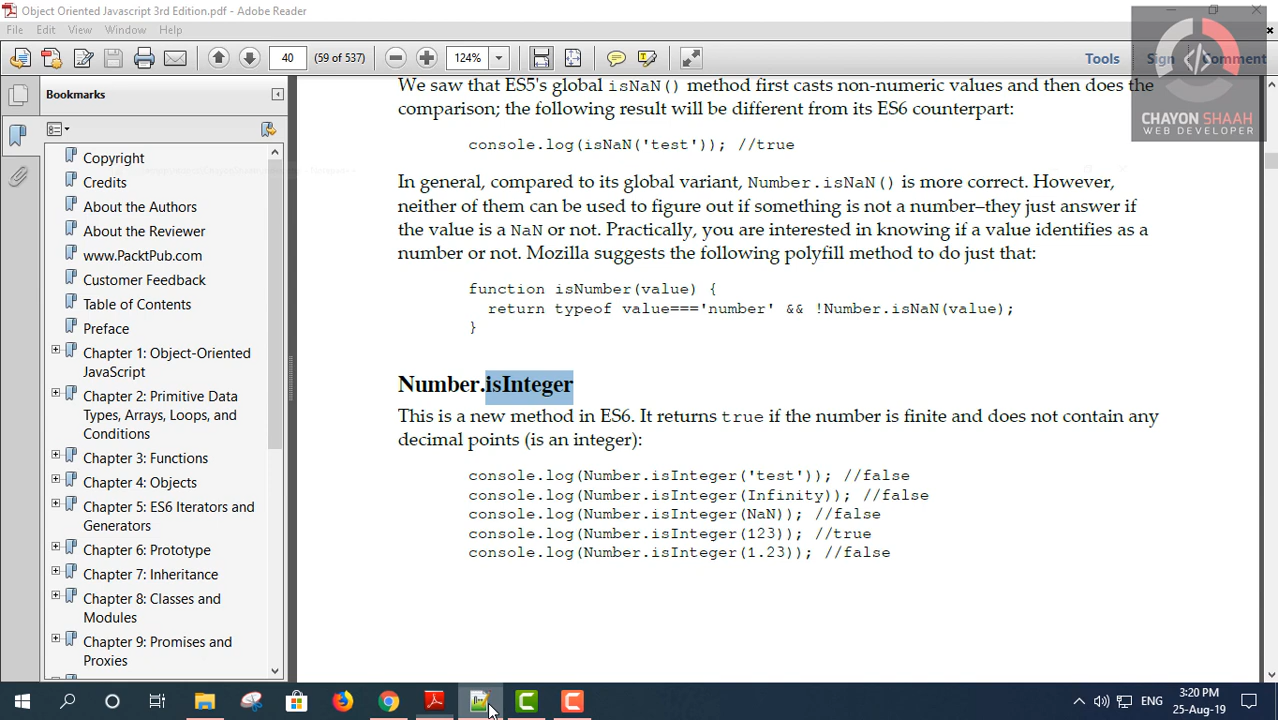 Object Oriented Javascript 3rd Edition.pdf - Adobe Reader
File Edit View Window Help
40 (59 of 537) 124% Tools Sign Comment
CHAYON SHAAH
WEB DEVELOPER
Bookmarks
Copyright
Credits
About the Authors
About the Reviewer
www.PacktPub.com
Customer Feedback
Table of Contents
Preface
Chapter 1: Object-Oriented
JavaScript
Chapter 2: Primitive Data
Types, Arrays, Loops, and
Conditions
Chapter 3: Functions
Chapter 4: Objects
Chapter 5: ES6 Iterators and
Generators
Chapter 6: Prototype
Chapter 7: Inheritance
Chapter 8: Classes and
Modules
Chapter 9: Promises and
Proxies
We saw that ES5's global isNaN() method first casts non-numeric values and then does the
comparison; the following result will be different from its ES6 counterpart:
console.log(isNaN('test')); //true
In general, compared to its global variant, Number.isNaN() is more correct. However,
neither of them can be used to figure out if something is not a number–they just answer if
the value is a NaN or not. Practically, you are interested in knowing if a value identifies as a
number or not. Mozilla suggests the following polyfill method to do just that:
function isNumber(value) {
return typeof value==='number' && !Number.isNaN(value);
}
Number.isInteger
This is a new method in ES6. It returns true if the number is finite and does not contain any
decimal points (is an integer):
console.log(Number.isInteger('test')); //false
console.log(Number.isInteger(Infinity)); //false
console.log(Number.isInteger(NaN)); //false
console.log(Number.isInteger(123)); //true
console.log(Number.isInteger(1.23)); //false
ENG
3:20 PM
25-Aug-19